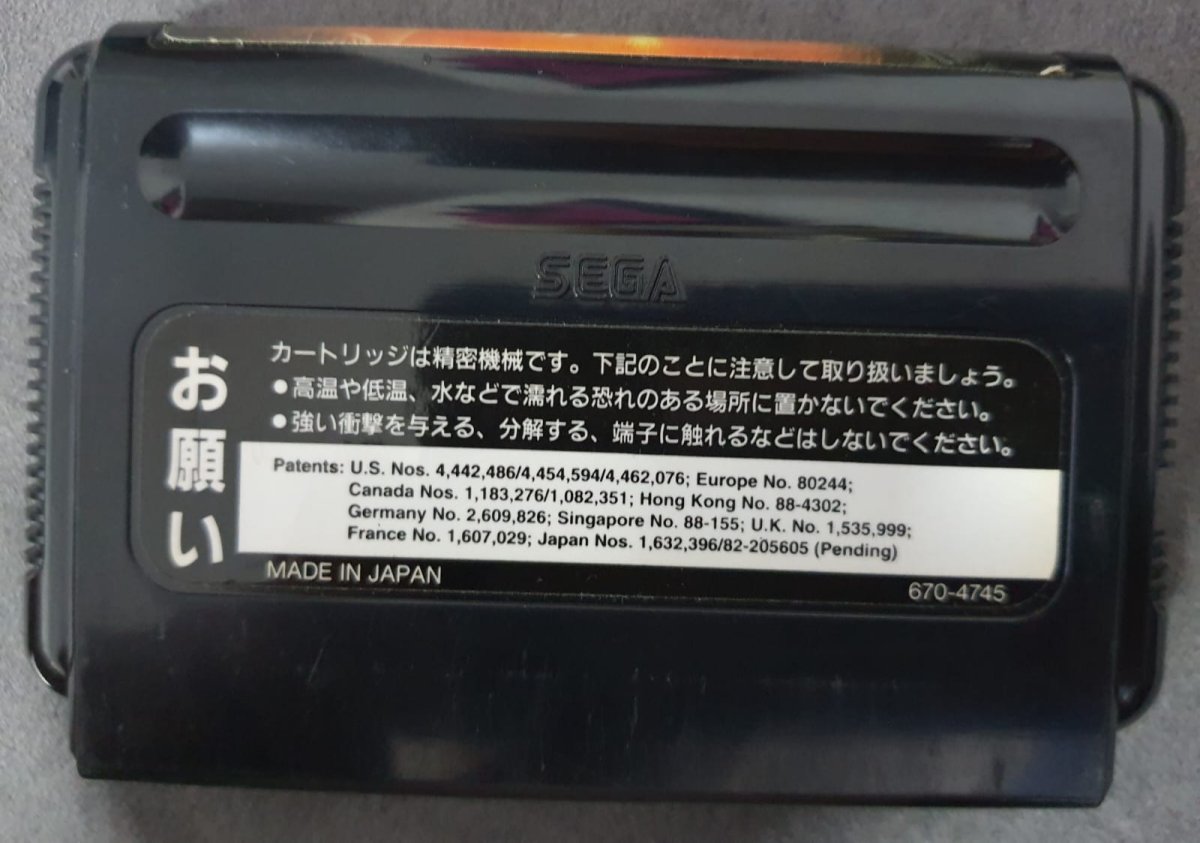 SEGA
お願い
カートリッジは精密機械です。下記のことに注意して取り扱いましょう。
●高温や低温、水などで濡れる恐れのある場所に置かないでください。
●強い衝撃を与える、分解する、端子に触れるなどはしないでください。
Patents: U.S. Nos. 4,442,486/4,454,594/4,462,076; Europe No. 80244;
Canada Nos. 1,183,276/1,082,351; Hong Kong No. 88-4302;
Germany No. 2,609,826; Singapore No. 88-155; U.K. No. 1,535,999;
France No. 1,607,029; Japan Nos. 1,632,396/82-205605 (Pending)
MADE IN JAPAN
670-4745